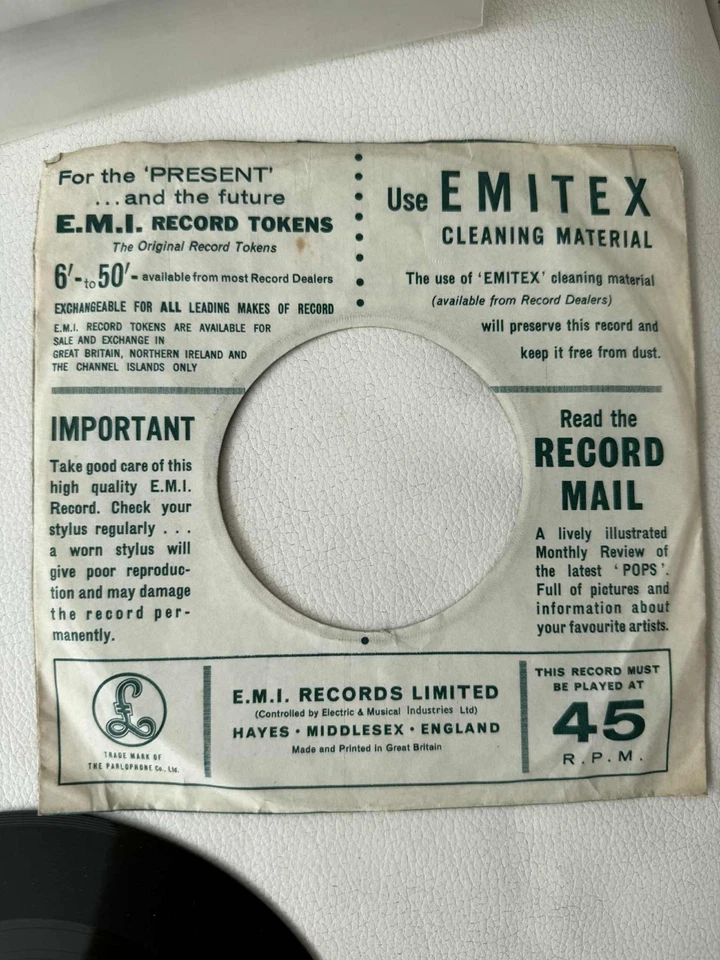 For the 'PRESENT'
...and the future
E.M.I. RECORD TOKENS
The Original Record Tokens
6/- to 50/- available from most Record Dealers
EXCHANGEABLE FOR ALL LEADING MAKES OF RECORD
E.M.I. RECORD TOKENS ARE AVAILABLE FOR
SALE AND EXCHANGE IN
GREAT BRITAIN, NORTHERN IRELAND AND
THE CHANNEL ISLANDS ONLY
Use EMITEX
CLEANING MATERIAL
The use of 'EMITEX' cleaning material
(available from Record Dealers)
will preserve this record and
keep it free from dust.
IMPORTANT
Take good care of this
high quality E.M.I.
Record. Check your
stylus regularly . . .
a worn stylus will
give poor reproduc-
tion and may damage
the record per-
manently.
Read the
RECORD
MAIL
A lively illustrated
Monthly Review of
the latest 'POPS'.
Full of pictures and
information about
your favourite artists.
£
TRADE MARK OF
THE PARLOPHONE Co., Ltd.
E.M.I. RECORDS LIMITED
(Controlled by Electric & Musical Industries Ltd)
HAYES · MIDDLESEX · ENGLAND
Made and Printed in Great Britain
THIS RECORD MUST
BE PLAYED AT
45
R.P.M.